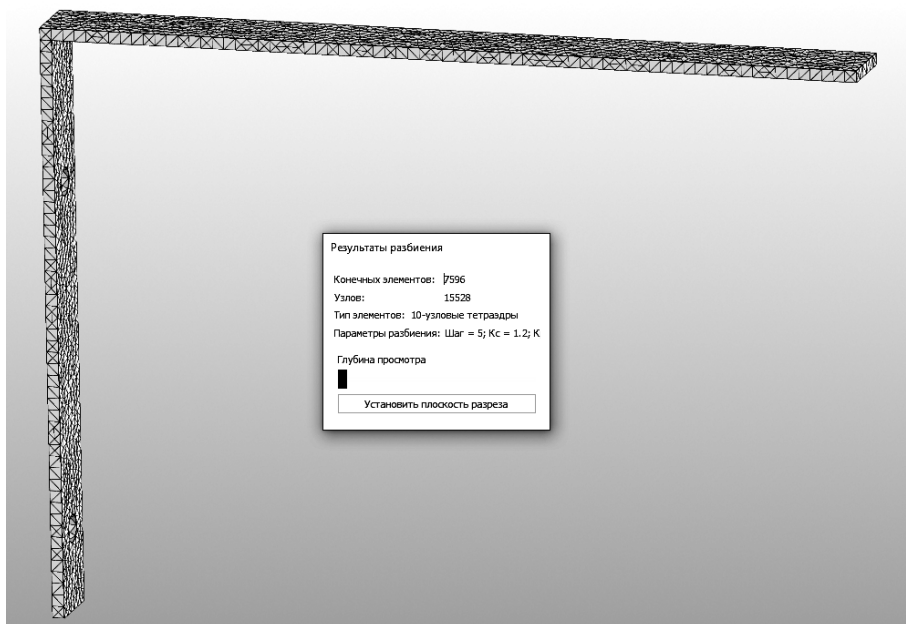 Результаты разбиения
Конечных элементов: 7596
Узлов: 15528
Тип элементов: 10-узловые тетраэдры
Параметры разбиения: Шаг = 5; Кс = 1.2; К
Глубина просмотра
Установить плоскость разреза